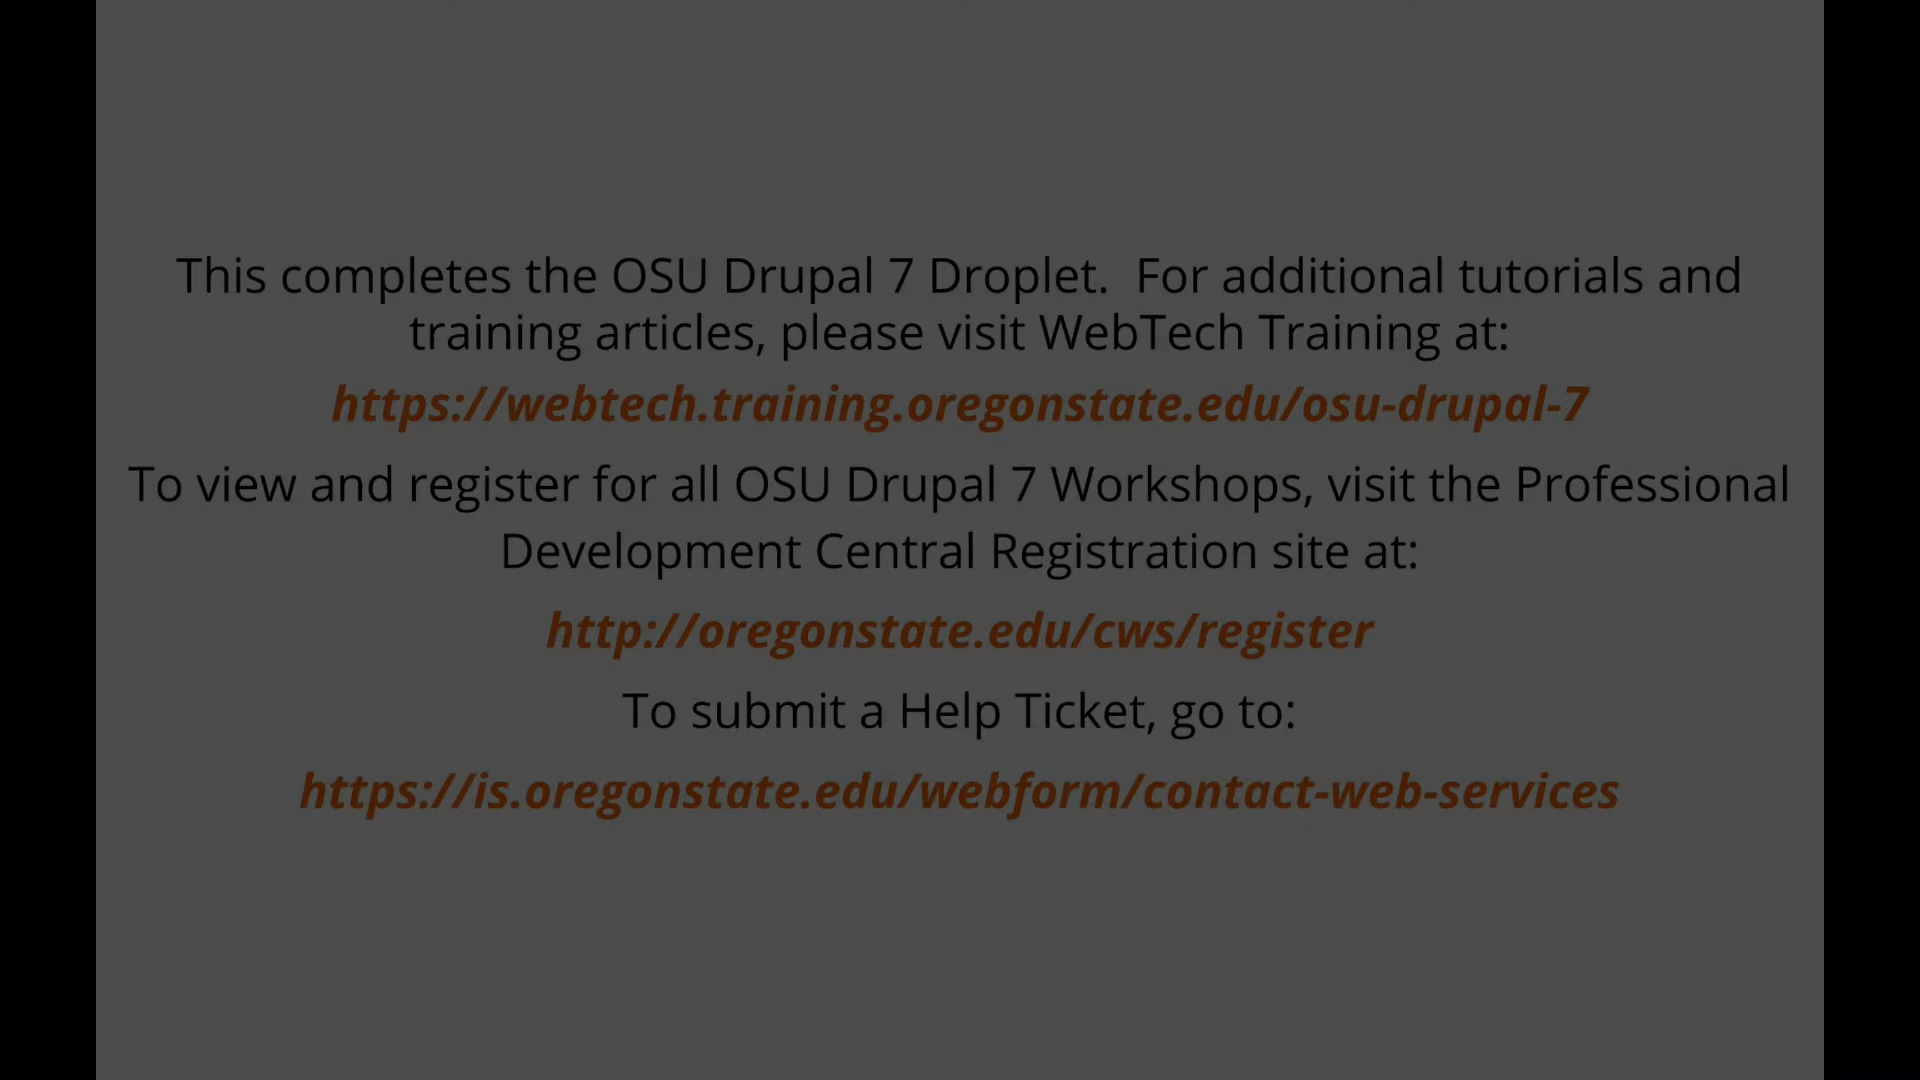 This completes the OSU Drupal 7 Droplet.  For additional tutorials and
training articles, please visit WebTech Training at:
https://webtech.training.oregonstate.edu/osu-drupal-7
To view and register for all OSU Drupal 7 Workshops, visit the Professional
Development Central Registration site at:
http://oregonstate.edu/cws/register
To submit a Help Ticket, go to:
https://is.oregonstate.edu/webform/contact-web-services